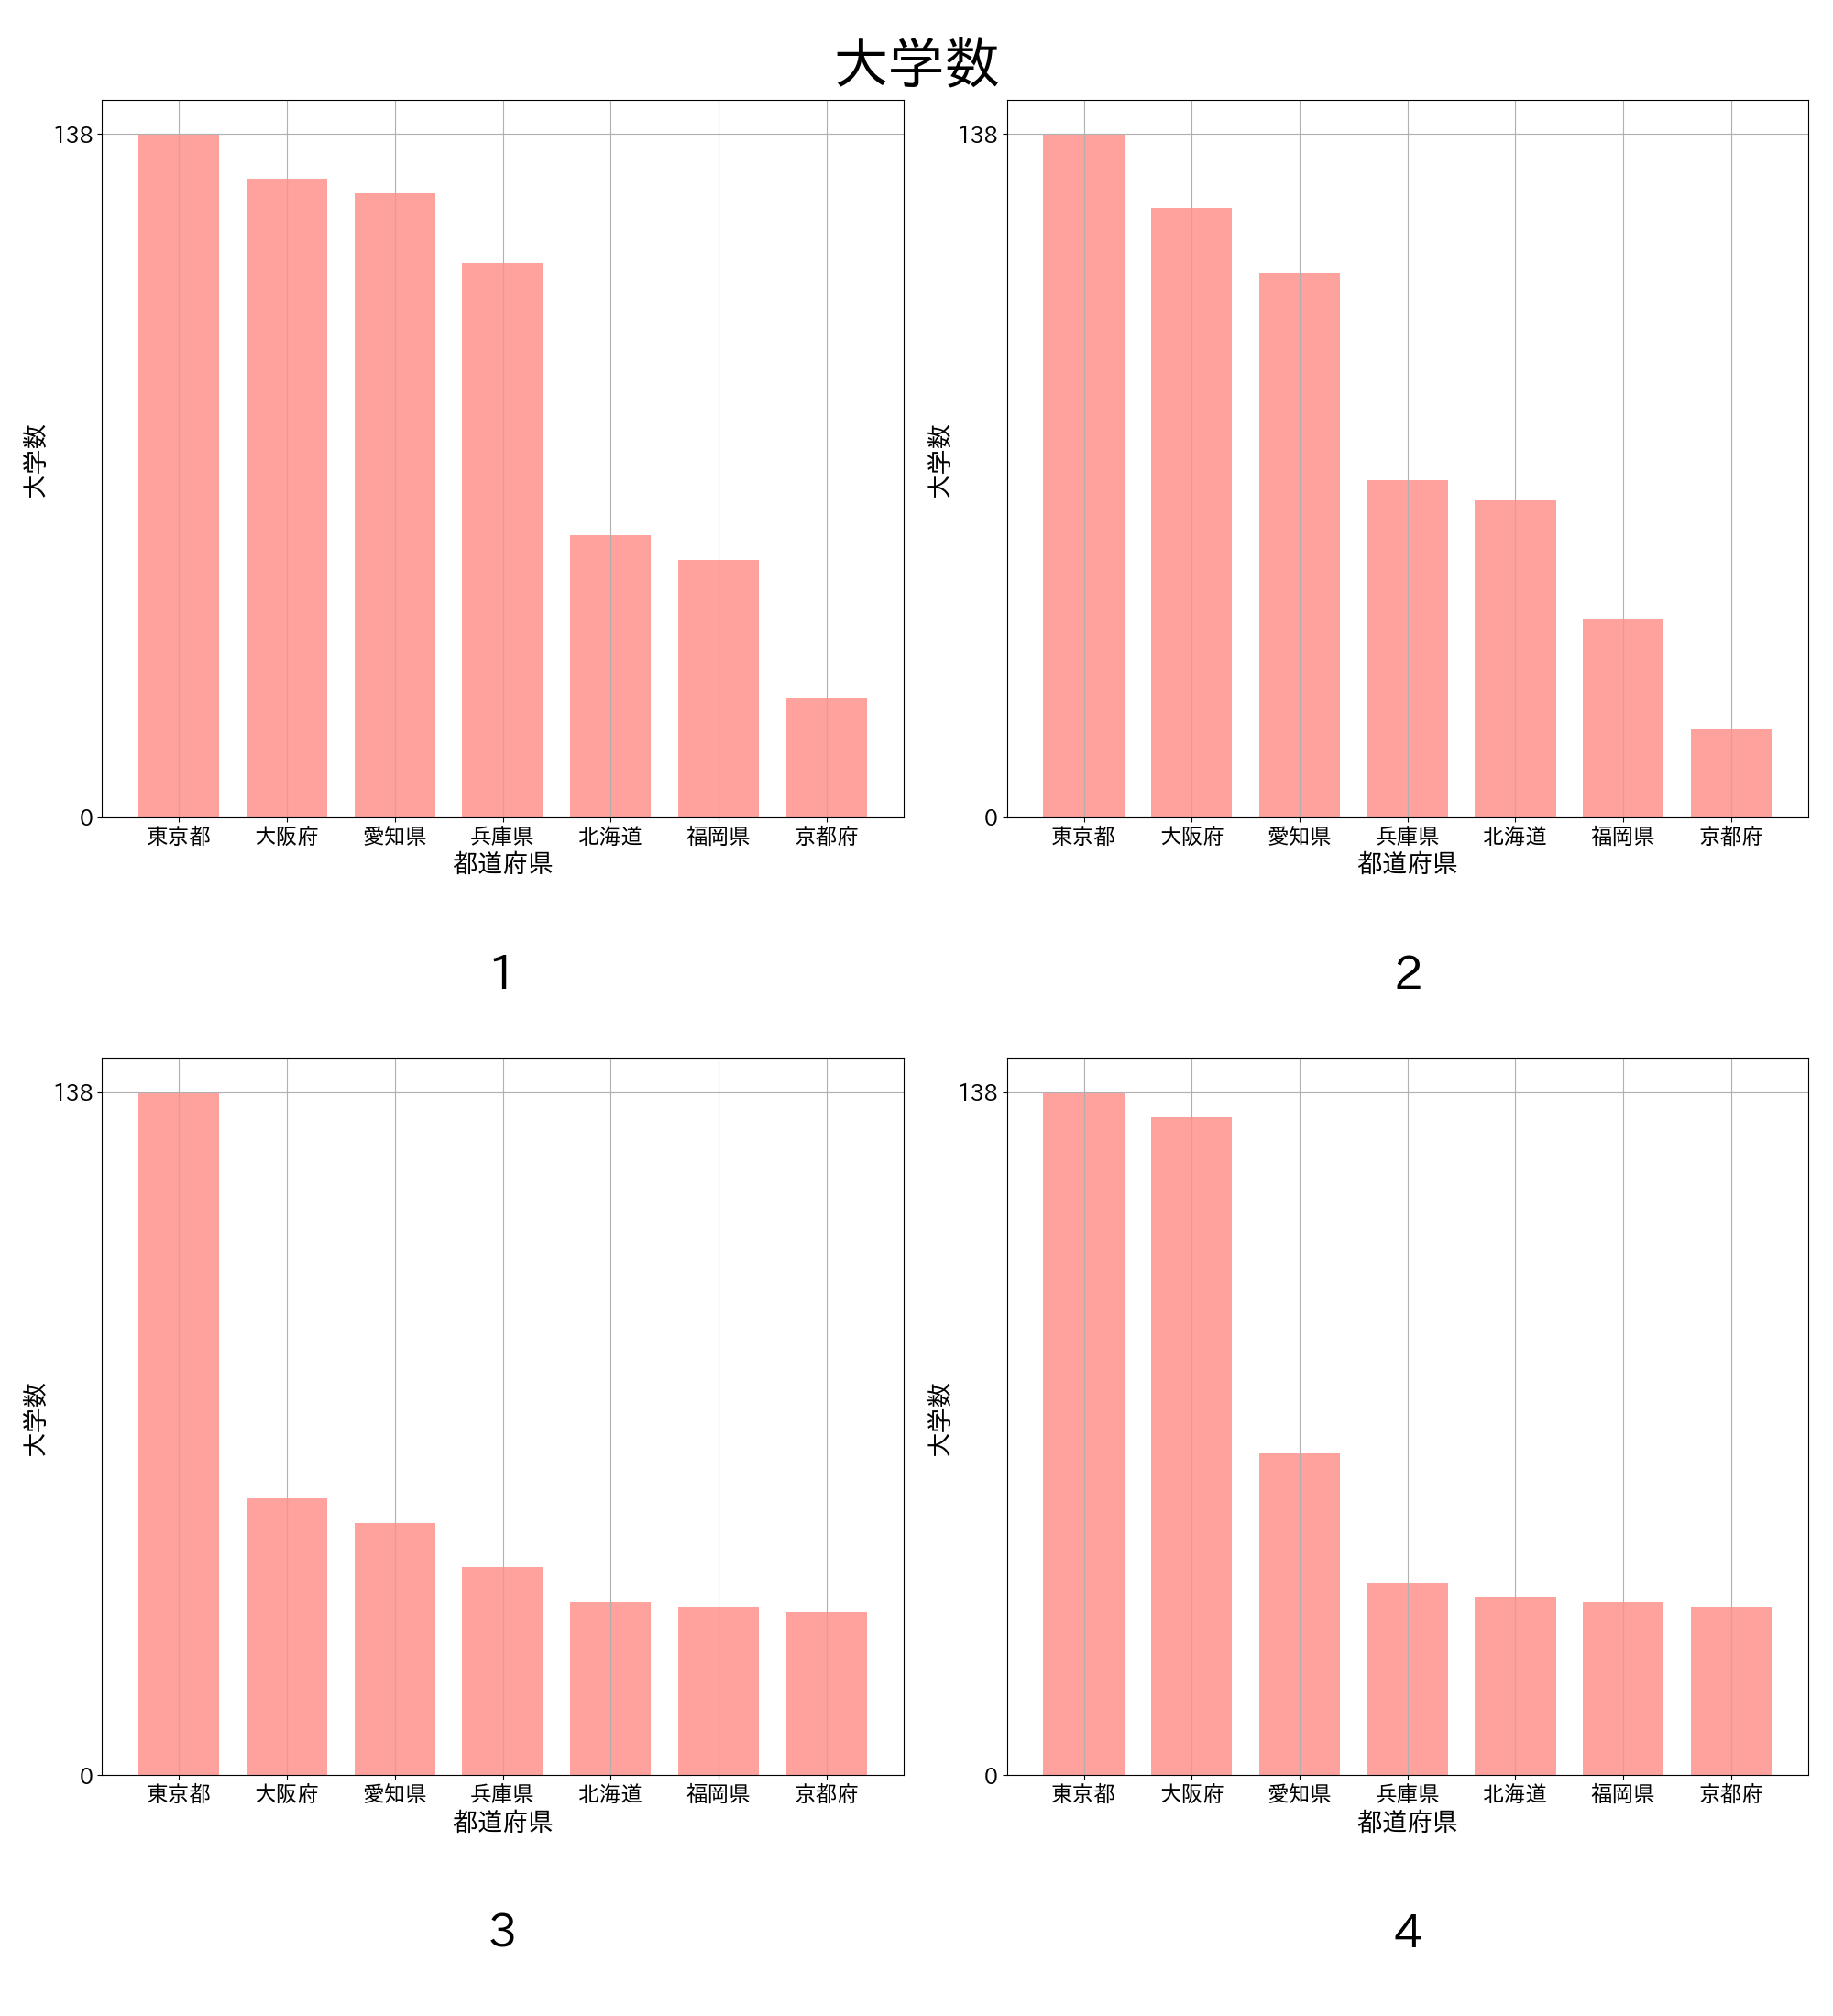 大学数
138
0
大学数
東京都 大阪府 愛知県 兵庫県 北海道 福岡県 京都府
都道府県
1
138
0
大学数
東京都 大阪府 愛知県 兵庫県 北海道 福岡県 京都府
都道府県
2
138
0
大学数
東京都 大阪府 愛知県 兵庫県 北海道 福岡県 京都府
都道府県
3
138
0
大学数
東京都 大阪府 愛知県 兵庫県 北海道 福岡県 京都府
都道府県
4